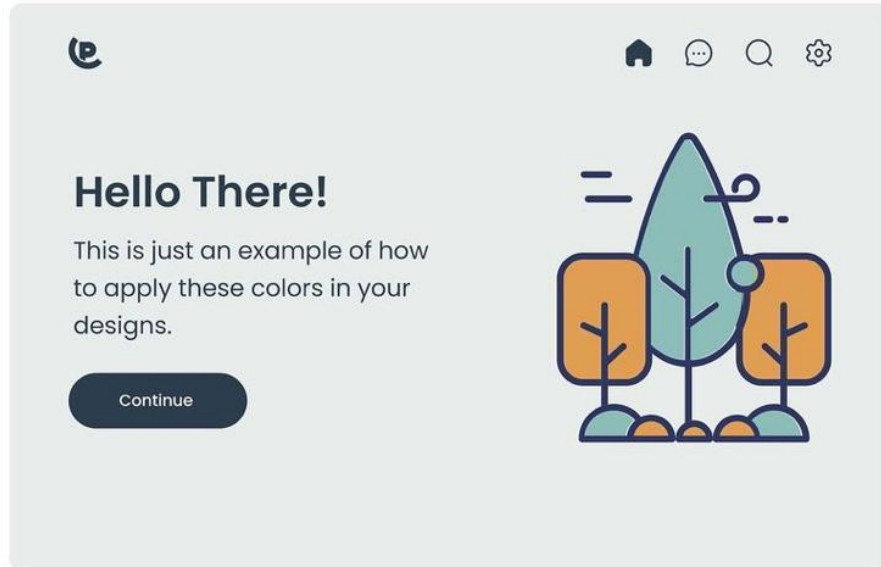 Hello There!
This is just an example of how
to apply these colors in your
designs.
Continue